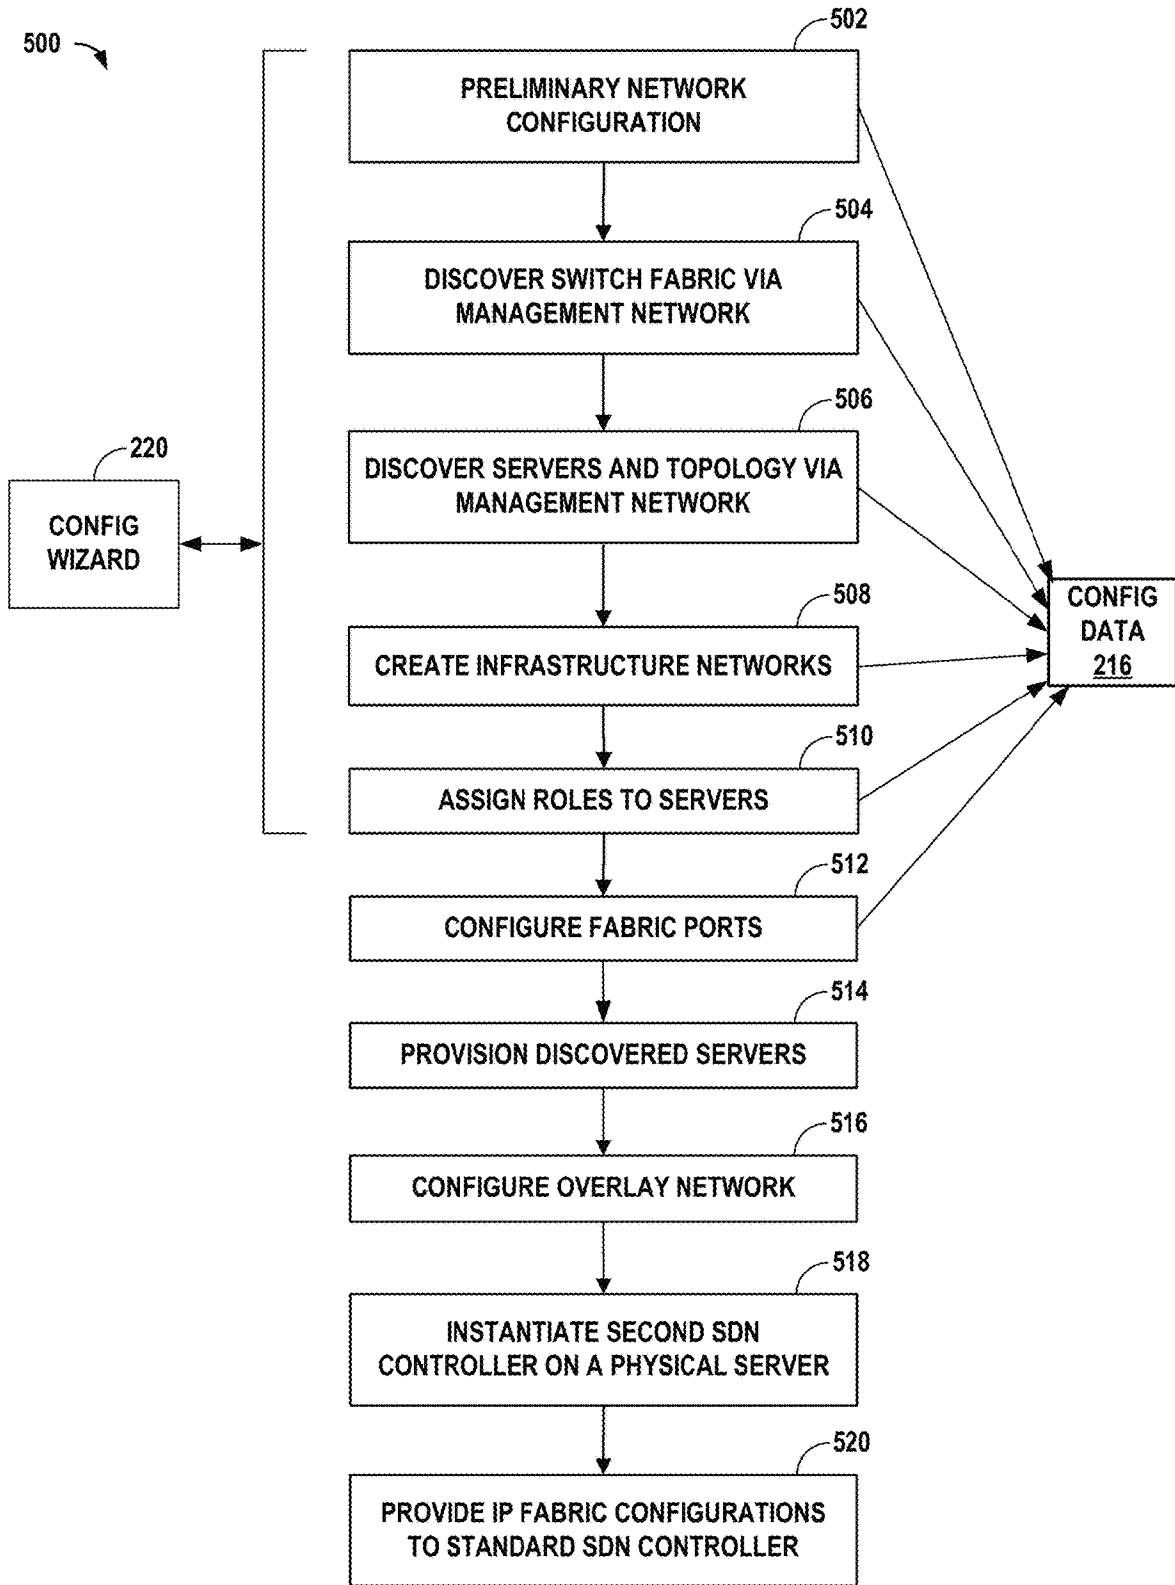 500
502
PRELIMINARY NETWORK
CONFIGURATION
504
DISCOVER SWITCH FABRIC VIA
MANAGEMENT NETWORK
506
DISCOVER SERVERS AND TOPOLOGY VIA
MANAGEMENT NETWORK
220
CONFIG
WIZARD
508
CREATE INFRASTRUCTURE NETWORKS
CONFIG
DATA
216
510
ASSIGN ROLES TO SERVERS
512
CONFIGURE FABRIC PORTS
514
PROVISION DISCOVERED SERVERS
516
CONFIGURE OVERLAY NETWORK
518
INSTANTIATE SECOND SDN
CONTROLLER ON A PHYSICAL SERVER
520
PROVIDE IP FABRIC CONFIGURATIONS
TO STANDARD SDN CONTROLLER